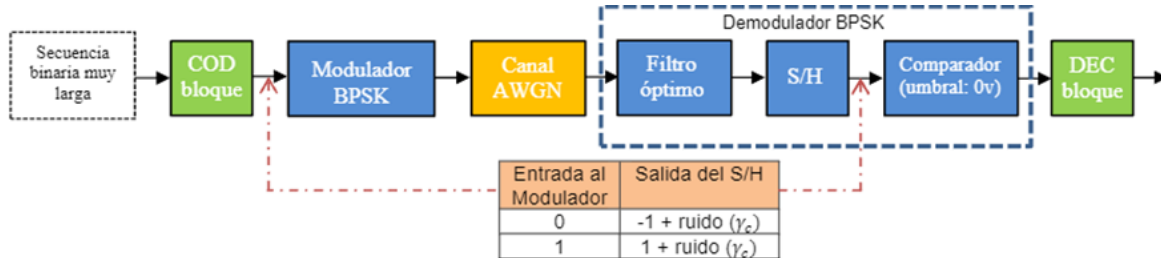 Demodulador BPSK
Secuencia
binaria muy
larga
COD
bloque
Modulador
BPSK
Canal
AWGN
Filtro
óptimo
S/H
Comparador
(umbral: 0v)
DEC
bloque
Entrada al
Modulador
Salida del S/H
0
-1 + ruido (γc)
1
1 + ruido (γc)